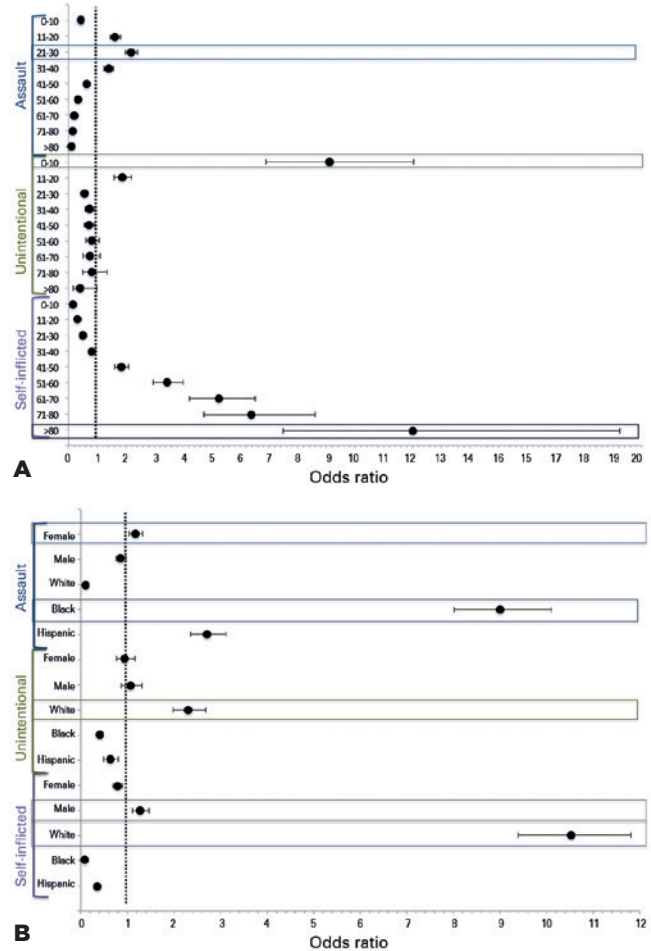 Assault
0-10
11-20
21-30
31-40
41-50
51-60
61-70
71-80
>80
Unintentional
0-10
11-20
21-30
31-40
41-50
51-60
61-70
71-80
>80
Self-inflicted
0-10
11-20
21-30
31-40
41-50
51-60
61-70
71-80
>80
0 1 2 3 4 5 6 7 8 9 10 11 12 13 14 15 16 17 18 19 20
Odds ratio
A
Assault
Female
Male
White
Black
Hispanic
Unintentional
Female
Male
White
Black
Hispanic
Self-inflicted
Female
Male
White
Black
Hispanic
0 1 2 3 4 5 6 7 8 9 10 11 12
Odds ratio
B